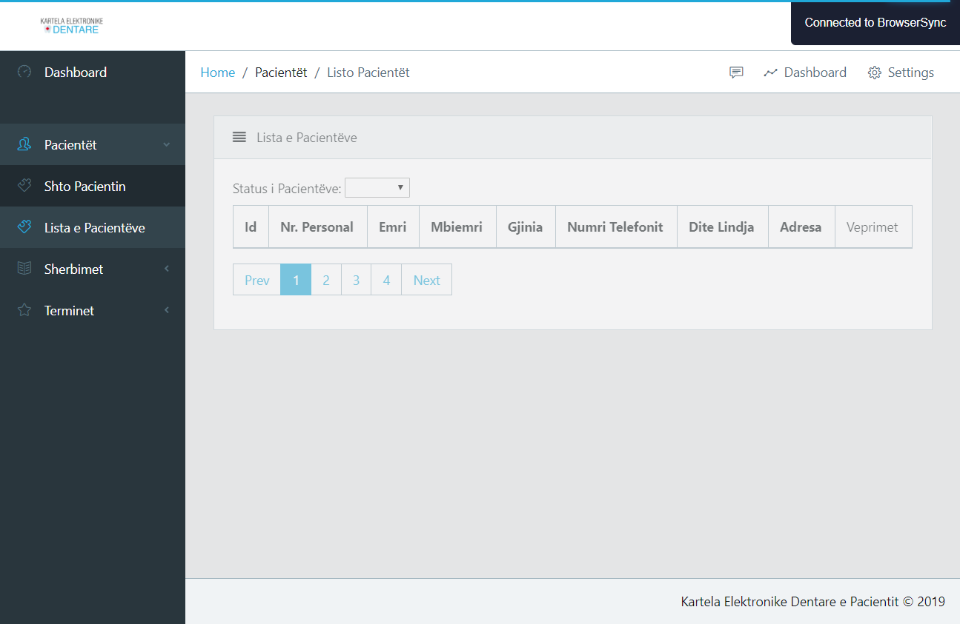 KARTELA ELEKTRONIKE
DENTARE
Connected to BrowserSync
Dashboard
Pacientët
Shto Pacientin
Lista e Pacientëve
Sherbimet
Terminet
Home / Pacientët / Listo Pacientët
Dashboard
Settings
Lista e Pacientëve
Status i Pacientëve:
Id Nr. Personal Emri Mbiemri Gjinia Numri Telefonit Dite Lindja Adresa Veprimet
Prev 1 2 3 4 Next
Kartela Elektronike Dentare e Pacientit © 2019